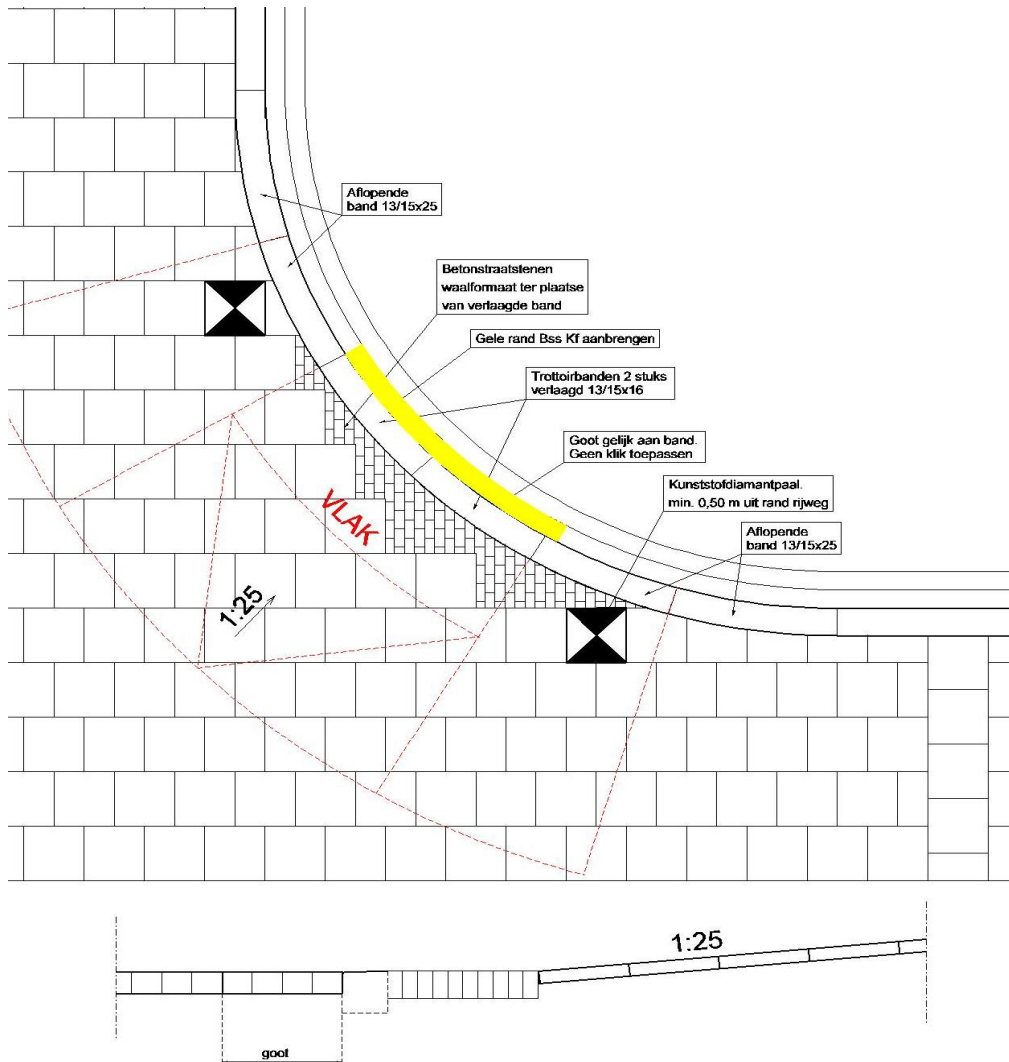 Aflopende
band 13/15x25
Betonstraatstenen
waalformaat ter plaatse
van verlaagde band
Gele rand Bss Kf aanbrengen
Trottoirbanden 2 stuks
verlaagd 13/15x16
Goot gelijk aan band.
Geen klik toepassen
Kunststofdiamantpaal.
min. 0,50 m uit rand rijweg
VLAK
Aflopende
band 13/15x25
1:25
1:25
goot